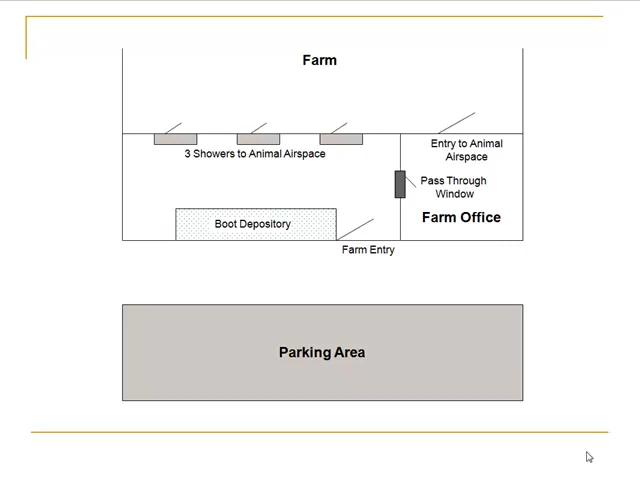 Farm
3 Showers to Animal Airspace
Entry to Animal
Airspace
Pass Through
Window
Boot Depository
Farm Office
Farm Entry
Parking Area